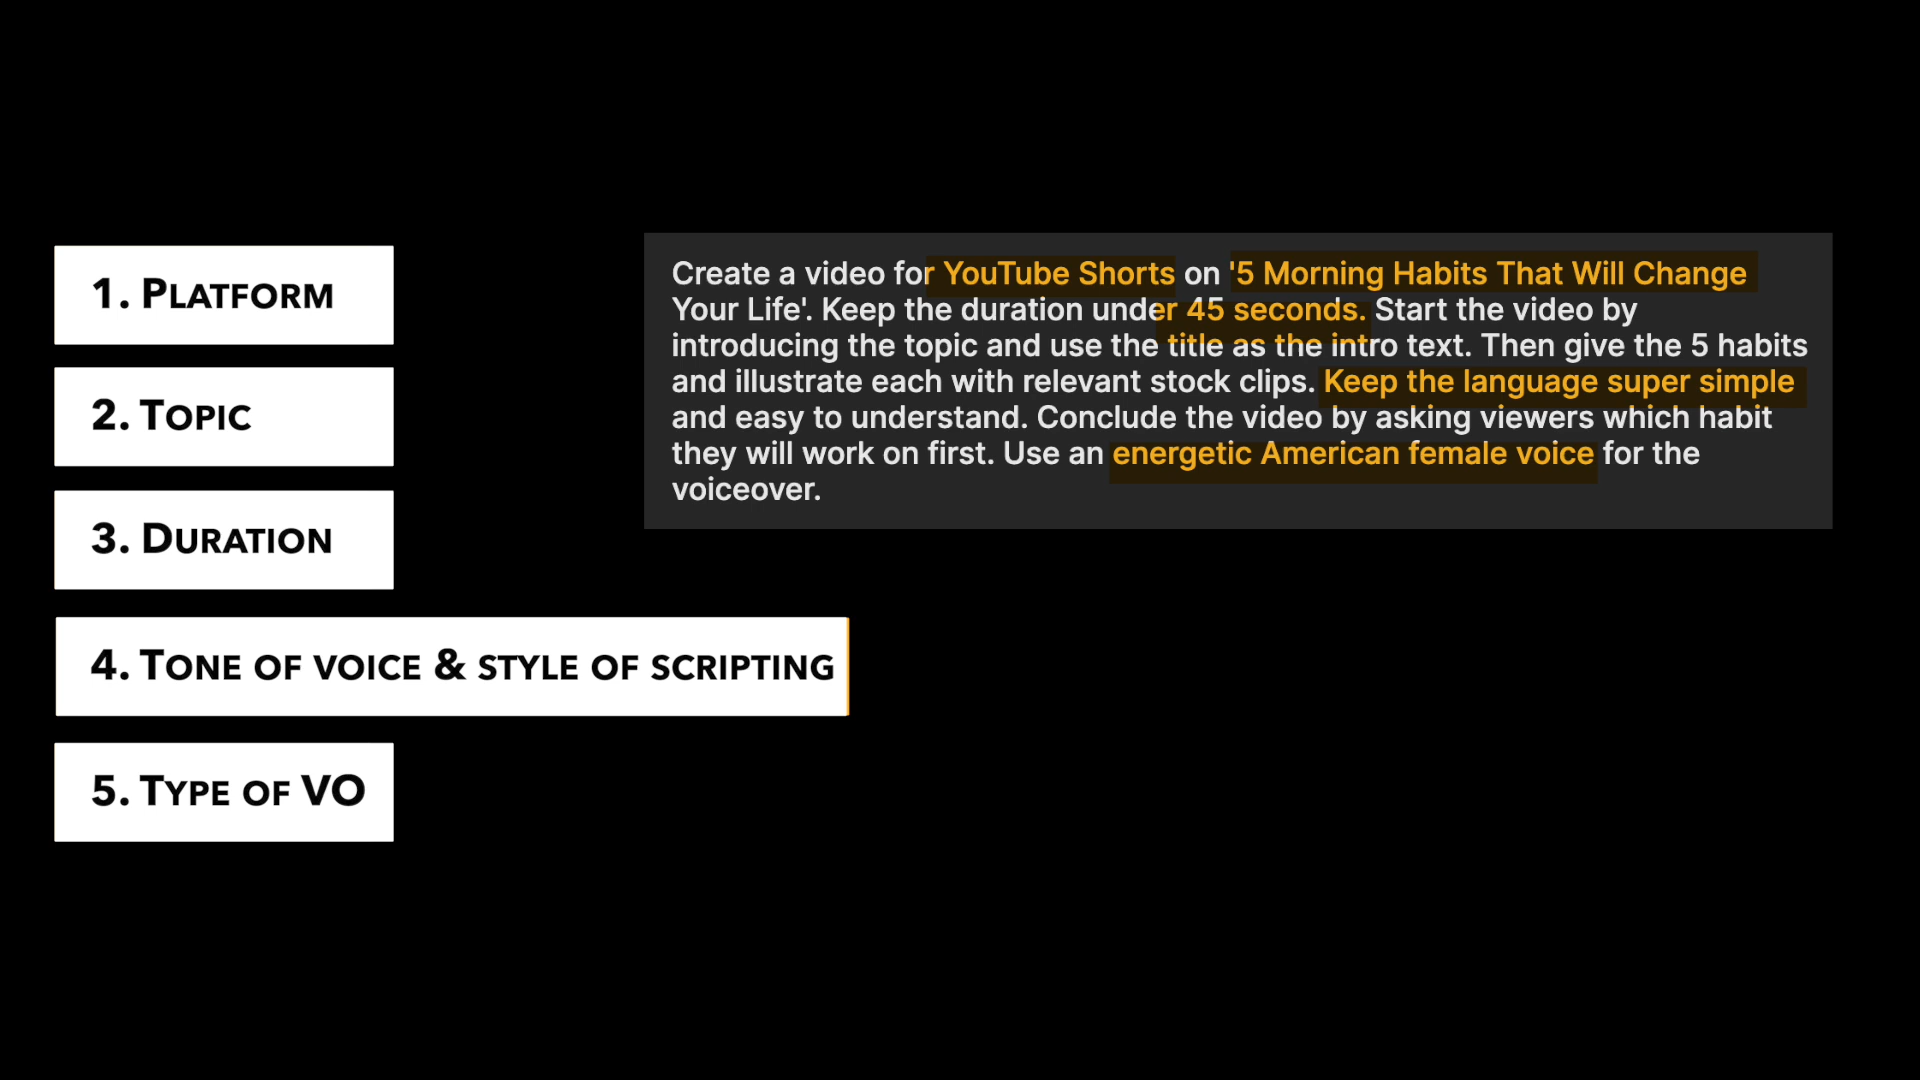 1. PLATFORM
2. TOPIC
3. DURATION
4. TONE OF VOICE & STYLE OF SCRIPTING
5. TYPE OF VO
Create a video for YouTube Shorts on '5 Morning Habits That Will Change
Your Life'. Keep the duration under 45 seconds. Start the video by
introducing the topic and use the title as the intro text. Then give the 5 habits
and illustrate each with relevant stock clips. Keep the language super simple
and easy to understand. Conclude the video by asking viewers which habit
they will work on first. Use an energetic American female voice for the
voiceover.